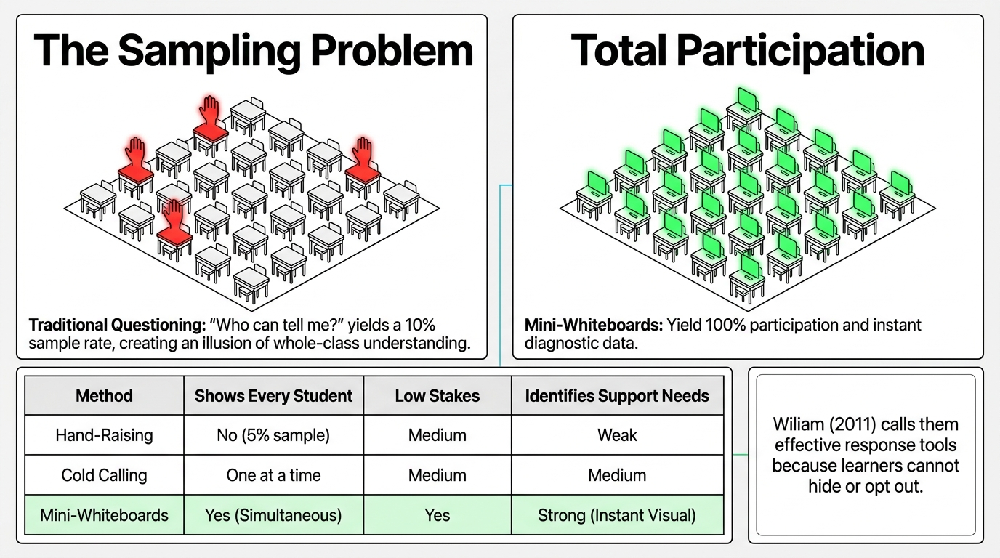 The Sampling Problem
Traditional Questioning: “Who can tell me?” yields a 10%
sample rate, creating an illusion of whole-class understanding.
Total Participation
Mini-Whiteboards: Yield 100% participation and instant
diagnostic data.
Method Shows Every Student Low Stakes Identifies Support Needs
Hand-Raising No (5% sample) Medium Weak
Cold Calling One at a time Medium Medium
Mini-Whiteboards Yes (Simultaneous) Yes Strong (Instant Visual)
Wiliam (2011) calls them
effective response tools
because learners cannot
hide or opt out.